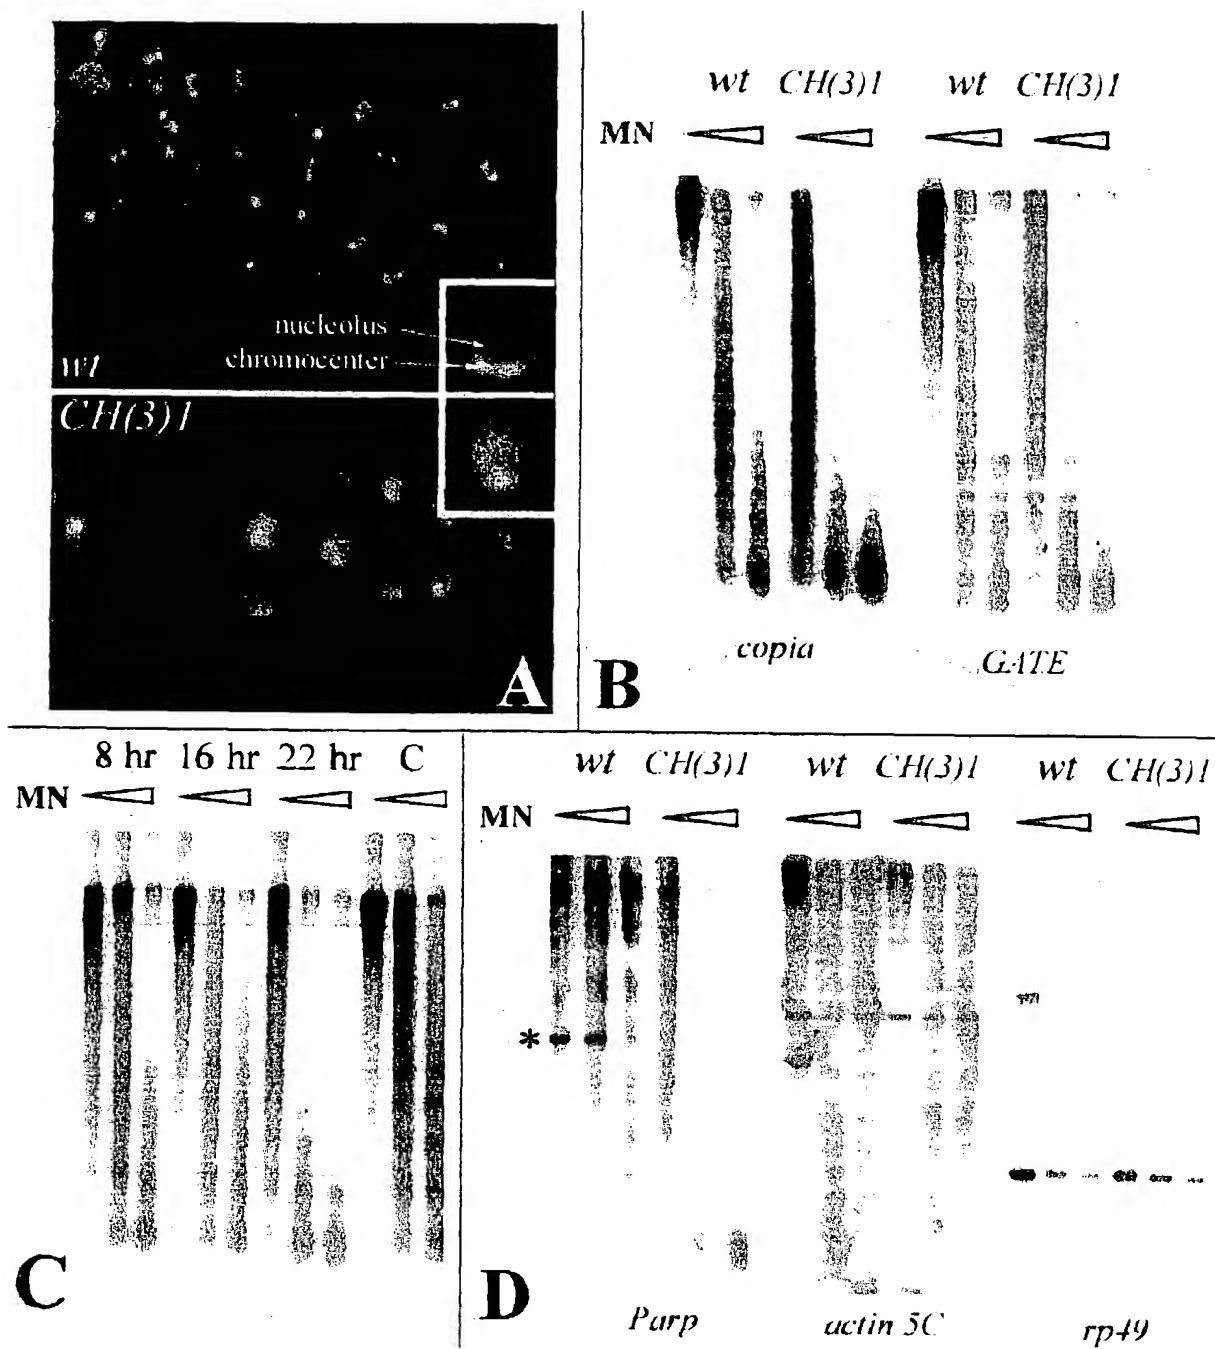 wt
nucleolus
chromocenter
CH(3)1
A
wt CH(3)1 wt CH(3)1
MN
copia GATE
B
8 hr 16 hr 22 hr C
MN
C
wt CH(3)1 wt CH(3)1 wt CH(3)1
MN
*
D
Parp actin 5C rp49